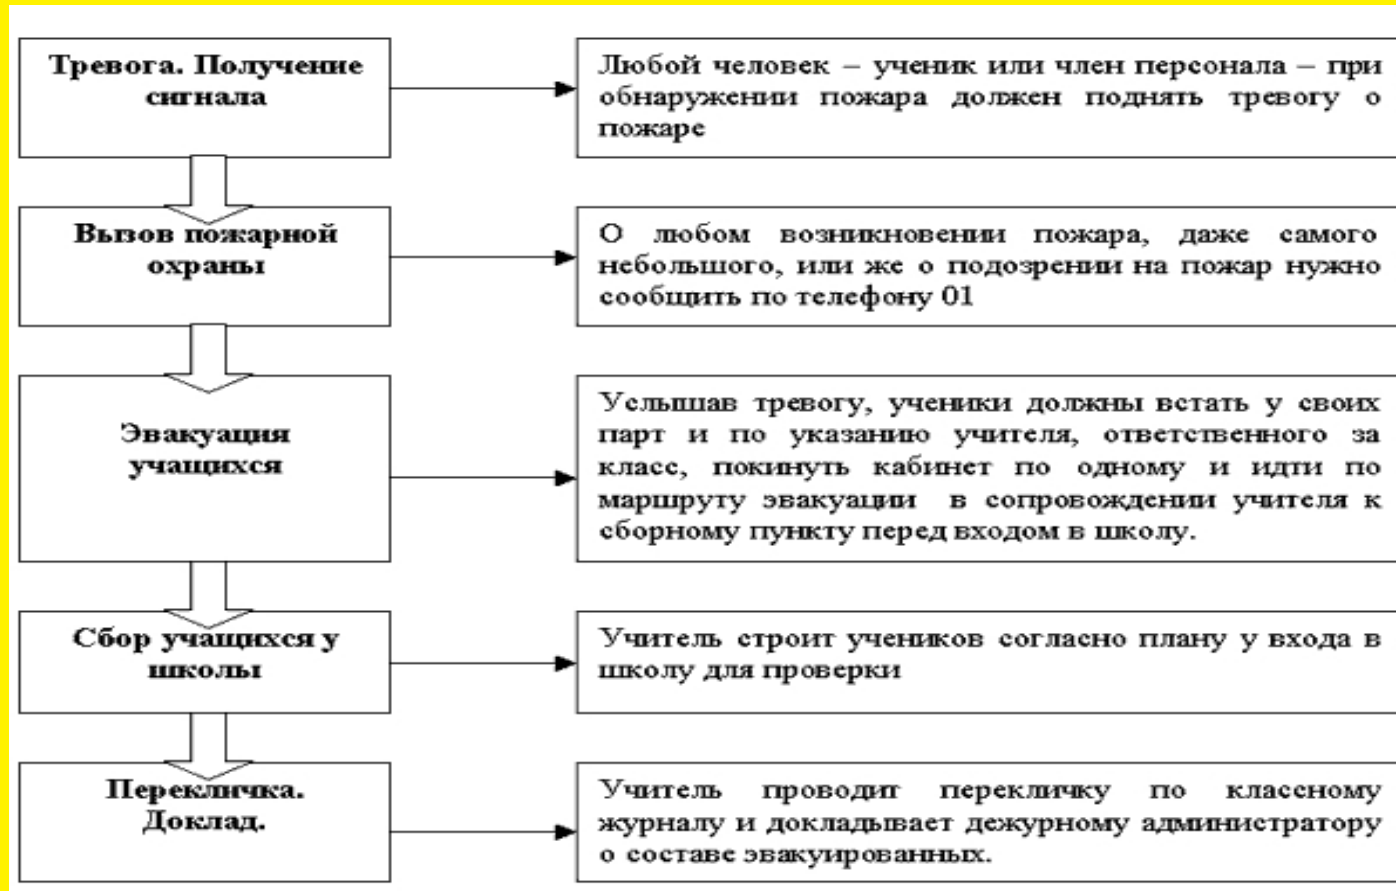 Тревога. Получение
сигнала
Любой человек – ученик или член персонала – при
обнаружении пожара должен поднять тревогу о
пожаре
Вызов пожарной
охраны
О любом возникновении пожара, даже самого
небольшого, или же о подозрении на пожар нужно
сообщить по телефону 01
Эвакуация
учащихся
Услышав тревогу, ученики должны встать у своих
парт и по указанию учителя, ответственного за
класс, покинуть кабинет по одному и идти по
маршруту эвакуации в сопровождении учителя к
сборному пункту перед входом в школу.
Сбор учащихся у
школы
Учитель строит учеников согласно плану у входа в
школу для проверки
Перекличка.
Доклад.
Учитель проводит перекличку по классному
журналу и докладывает дежурному администратору
о составе эвакуированных.